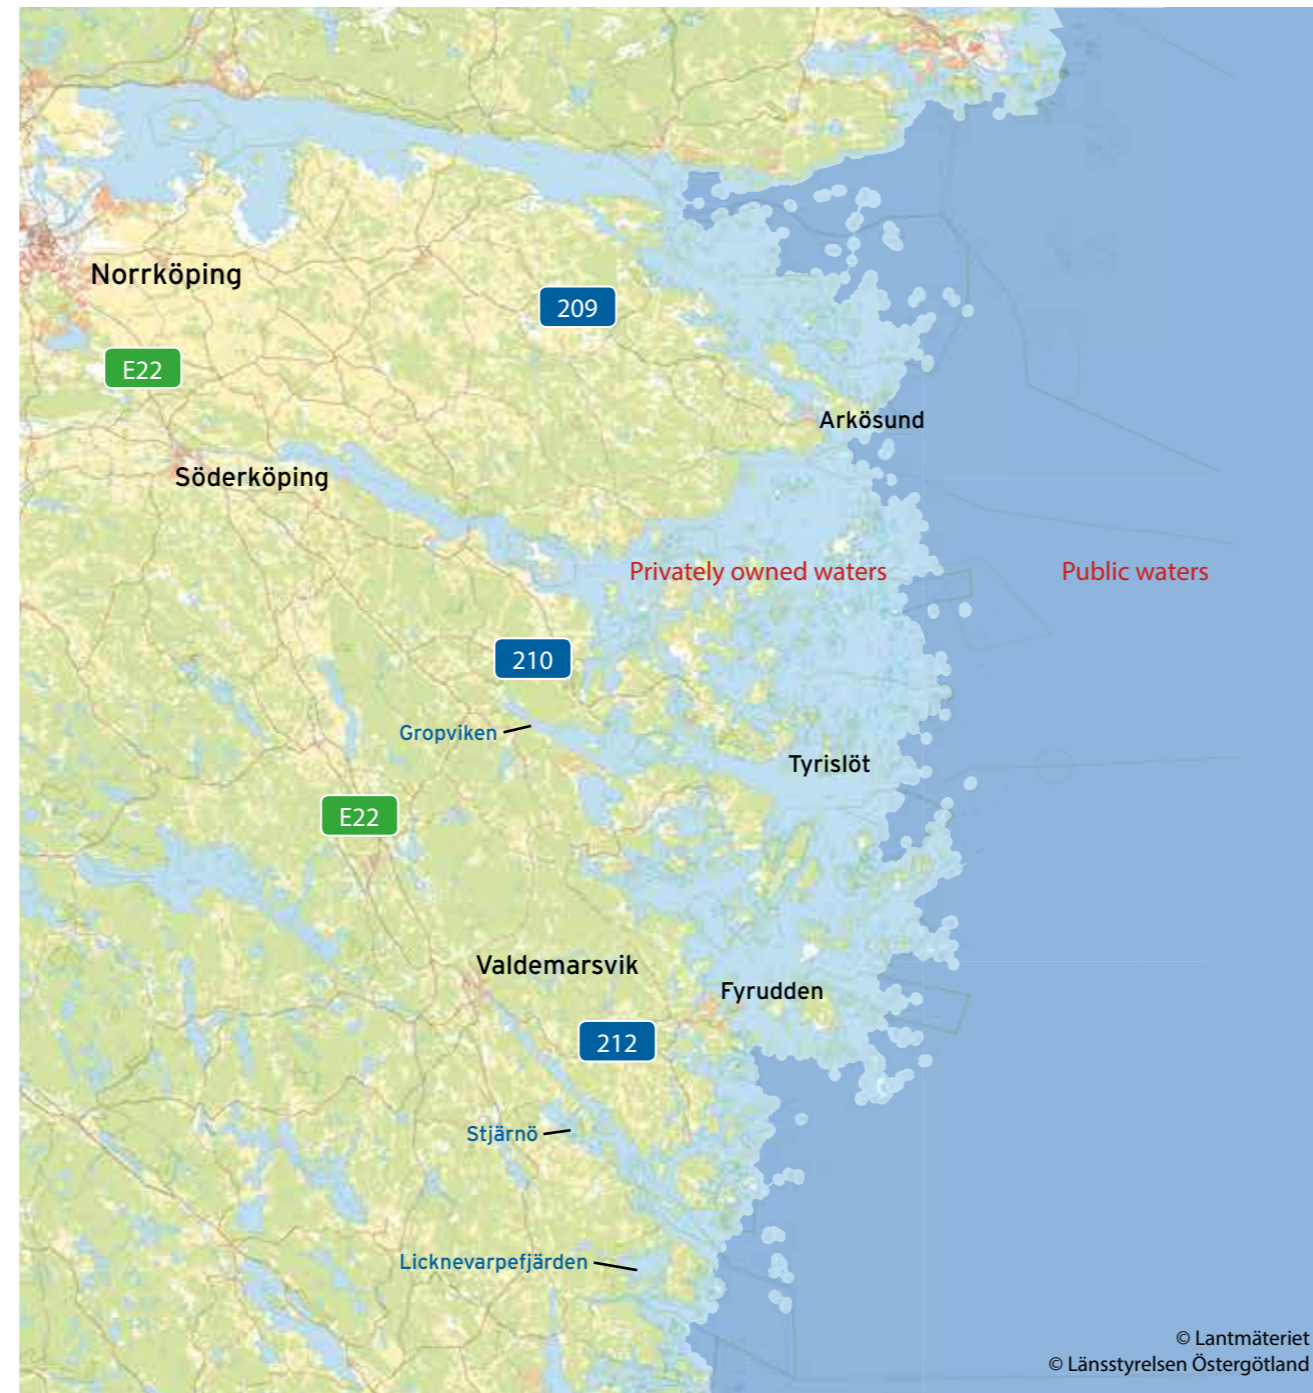 Norrköping
209
E22
Arkösund
Söderköping
Privately owned waters
Public waters
210
Gropviken
Tyrislöt
E22
Valdemarsvik
Fyrudden
212
Stjärnö
Licknevarpefjärden
© Lantmäteriet
© Länsstyrelsen Östergötland